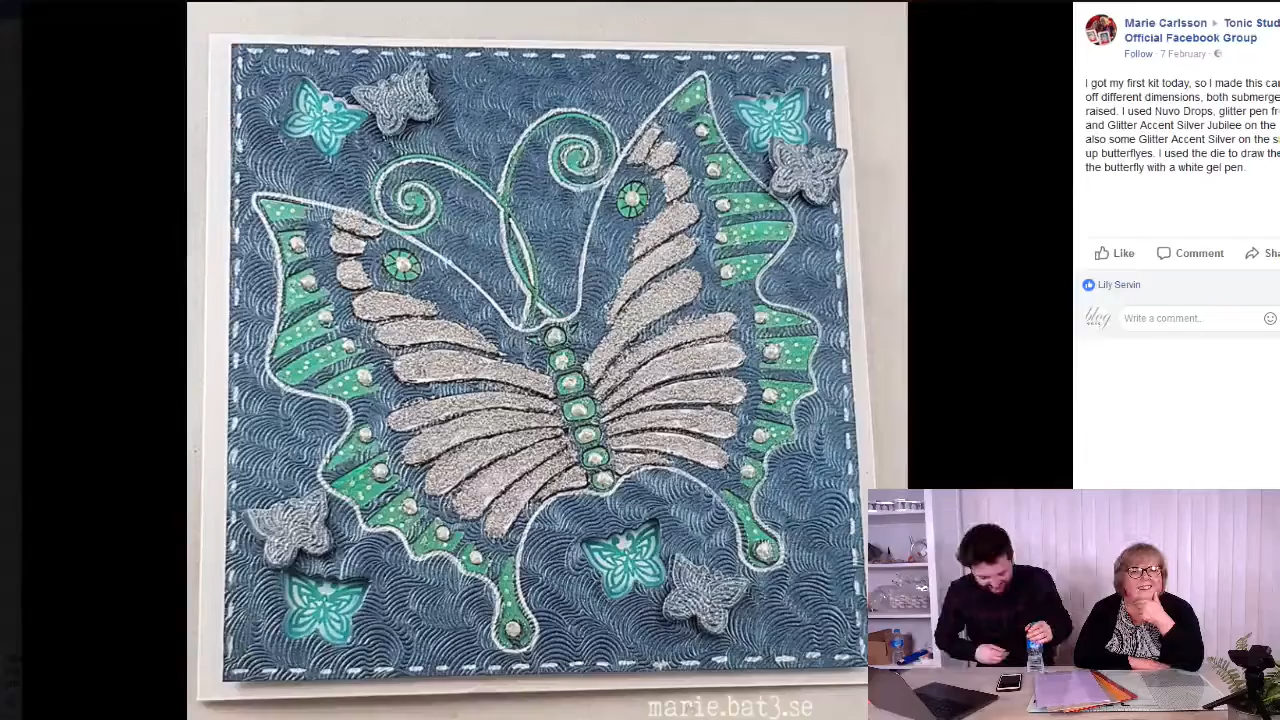 Marie Carlsson ▸ Tonic Stud
Official Facebook Group
Follow · 7 February ·
I got my first kit today, so I made this ca
off different dimensions, both submerge
raised. I used Nuvo Drops, glitter pen fr
and Glitter Accent Silver Jubilee on the
also some Glitter Accent Silver on the s
up butterflyes. I used the die to draw the
the butterfly with a white gel pen.
Like Comment Sha
Lily Servin
Write a comment...
blog
marie.bat3.se